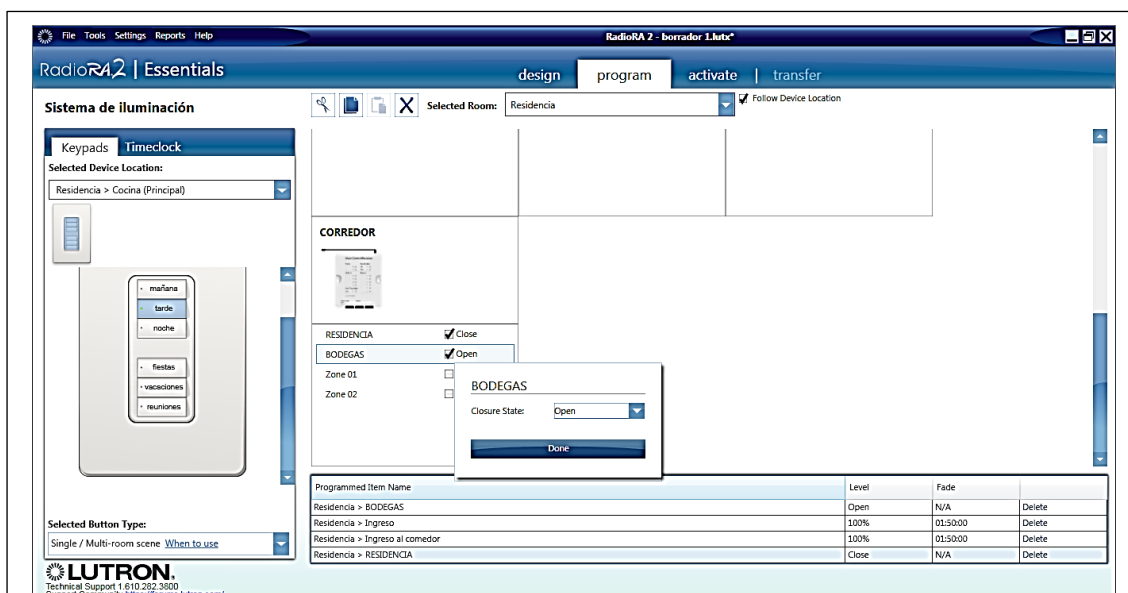 File Tools Settings Reports Help
RadioRA 2 - borrador 1.lutx*
RadioRA2 | Essentials
design program activate | transfer
Sistema de iluminación
Selected Room: Residencia
Follow Device Location
Keypads Timeclock
Selected Device Location:
Residencia > Cocina (Principal)
mañana
tarde
noche
fiestas
vacaciones
reuniones
CORREDOR
RESIDENCIA Close
BODEGAS Open
Zone 01
Zone 02
BODEGAS
Closure State: Open
Done
Programmed Item Name Level Fade
Residencia > BODEGAS Open N/A Delete
Residencia > Ingreso 100% 01:50:00 Delete
Residencia > Ingreso al comedor 100% 01:50:00 Delete
Residencia > RESIDENCIA Close N/A Delete
Selected Button Type:
Single / Multi-room scene When to use
LUTRON
Technical Support 1.610.282.3800